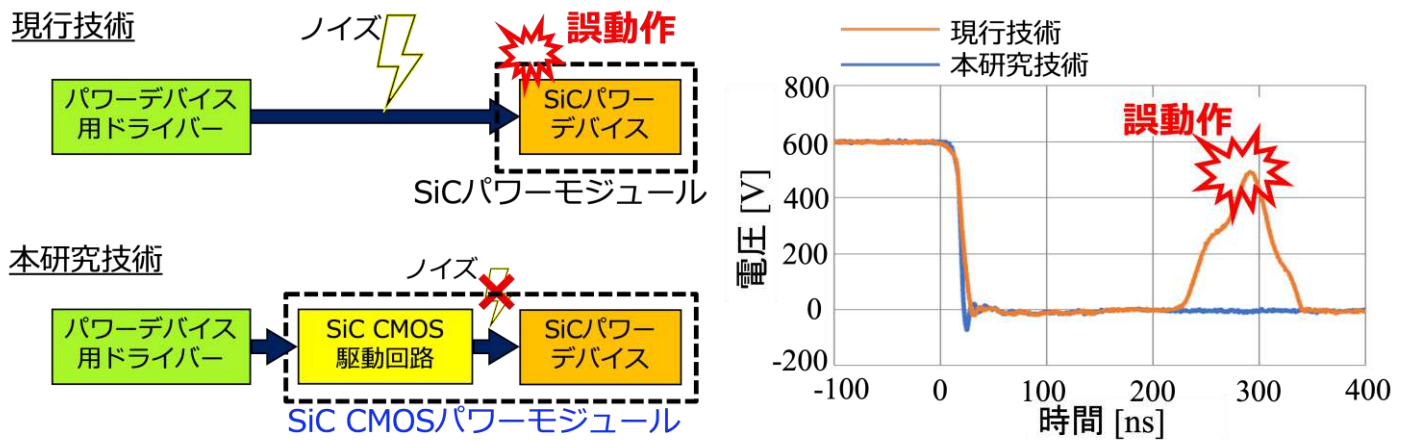 現行技術
ノイズ
誤動作
パワーデバイス
用ドライバー
SiCパワー
デバイス
SiCパワーモジュール
本研究技術
ノイズ
パワーデバイス
用ドライバー
SiC CMOS
駆動回路
SiCパワー
デバイス
SiC CMOSパワーモジュール
現行技術
本研究技術
誤動作
電圧 [V]
800
600
400
200
0
-200
-100
0
100
200
300
400
時間 [ns]